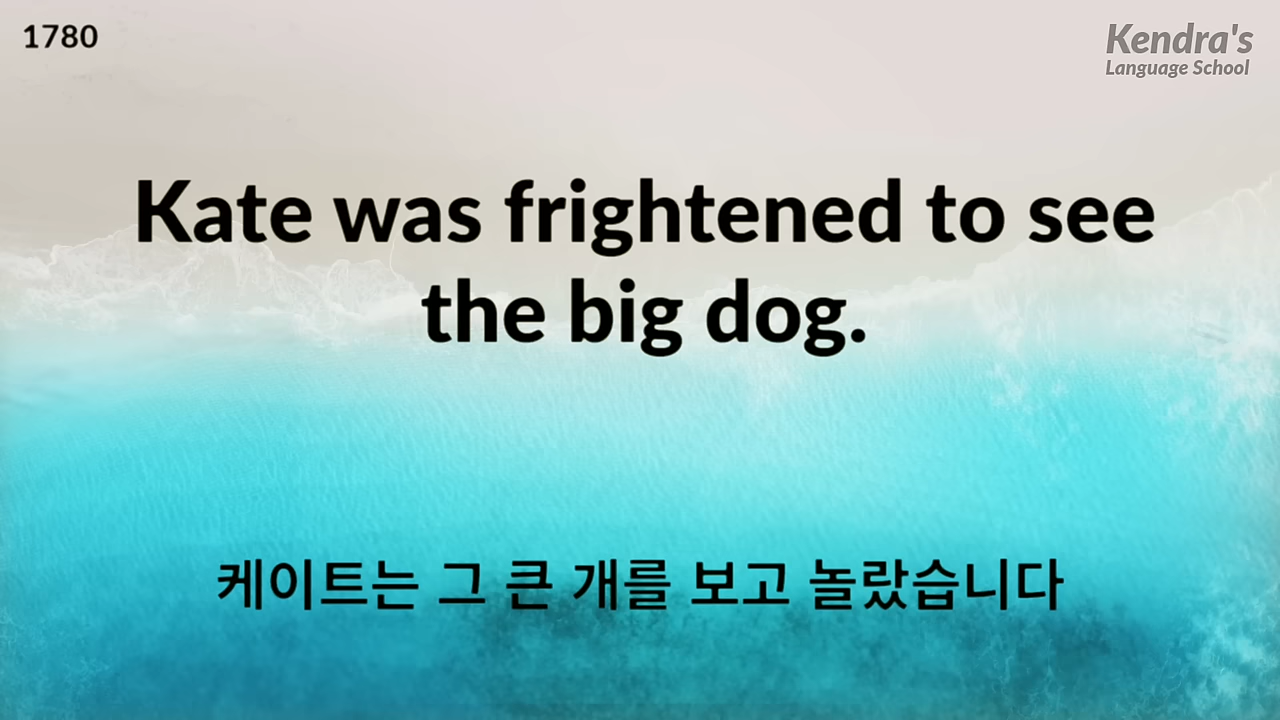 1780
Kendra's
Language School
Kate was frightened to see
the big dog.
케이트는 그 큰 개를 보고 놀랐습니다